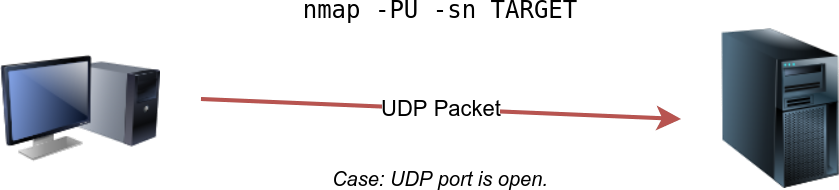 nmap -PU -sn TARGET
UDP Packet
Case: UDP port is open.